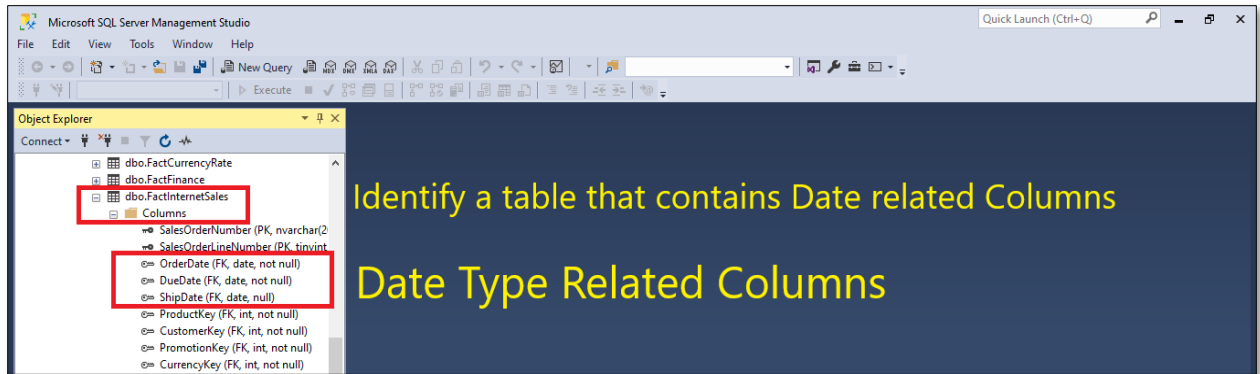 Microsoft SQL Server Management Studio
Quick Launch (Ctrl+Q)
File Edit View Tools Window Help
New Query MDX DMX XMLA DAX
Execute
Object Explorer
Connect
dbo.FactCurrencyRate
dbo.FactFinance
dbo.FactInternetSales
Columns
SalesOrderNumber (PK, nvarchar(2
SalesOrderLineNumber (PK, tinyint
OrderDate (FK, date, not null)
DueDate (FK, date, not null)
ShipDate (FK, date, null)
ProductKey (FK, int, not null)
CustomerKey (FK, int, not null)
PromotionKey (FK, int, not null)
CurrencyKey (FK, int, not null)
Identify a table that contains Date related Columns
Date Type Related Columns